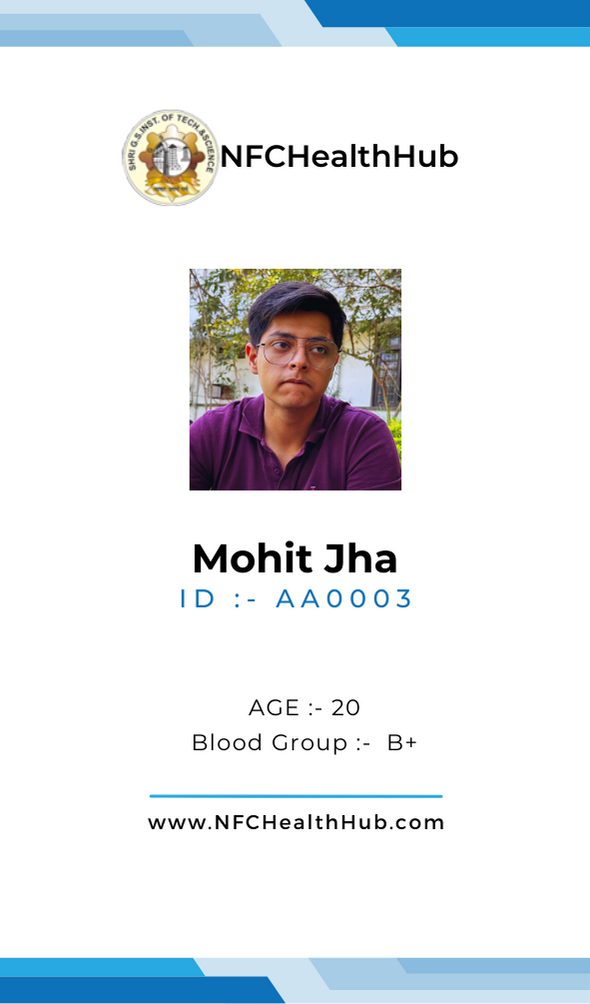 SHRI G.S.INST. OF TECH.&SCIENCE
NFCHealthHub
Mohit Jha
ID :- AA0003
AGE :- 20
Blood Group :- B+
www.NFCHealthHub.com